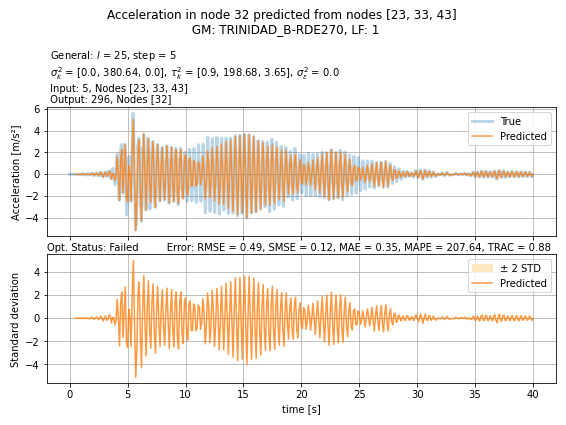 Acceleration in node 32 predicted from nodes [23, 33, 43]
GM: TRINIDAD_B-RDE270, LF: 1
General: l = 25, step = 5
σ²ₖ = [0.0, 380.64, 0.0], τ²ₖ = [0.9, 198.68, 3.65], σ²ₑ = 0.0
Input: 5, Nodes [23, 33, 43]
Output: 296, Nodes [32]
Acceleration [m/s²]
6
4
2
0
−2
−4
True
Predicted
Opt. Status: Failed Error: RMSE = 0.49, SMSE = 0.12, MAE = 0.35, MAPE = 207.64, TRAC = 0.88
Standard deviation
4
2
0
−2
−4
± 2 STD
Predicted
0 5 10 15 20 25 30 35 40
time [s]